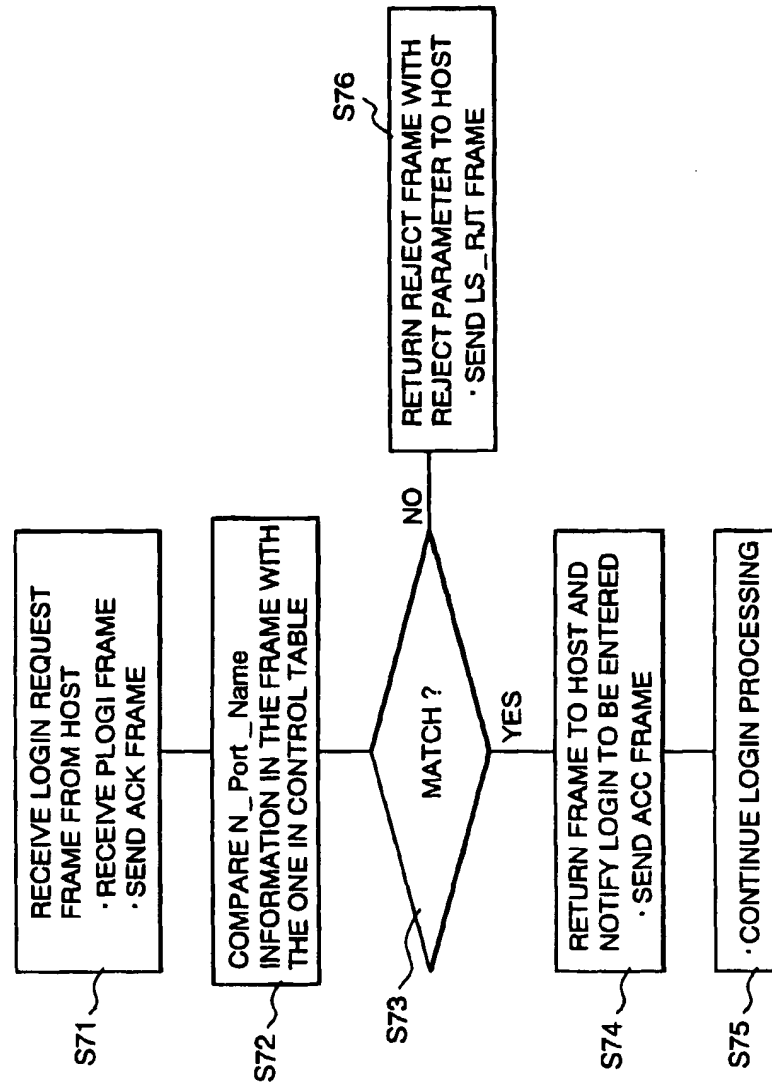 S71
RECEIVE LOGIN REQUEST
FRAME FROM HOST
· RECEIVE PLOGI FRAME
· SEND ACK FRAME
S72
COMPARE N_Port_Name
INFORMATION IN THE FRAME WITH
THE ONE IN CONTROL TABLE
S73
MATCH ?
NO
S76
RETURN REJECT FRAME WITH
REJECT PARAMETER TO HOST
· SEND LS_RJT FRAME
YES
S74
RETURN FRAME TO HOST AND
NOTIFY LOGIN TO BE ENTERED
· SEND ACC FRAME
S75
· CONTINUE LOGIN PROCESSING